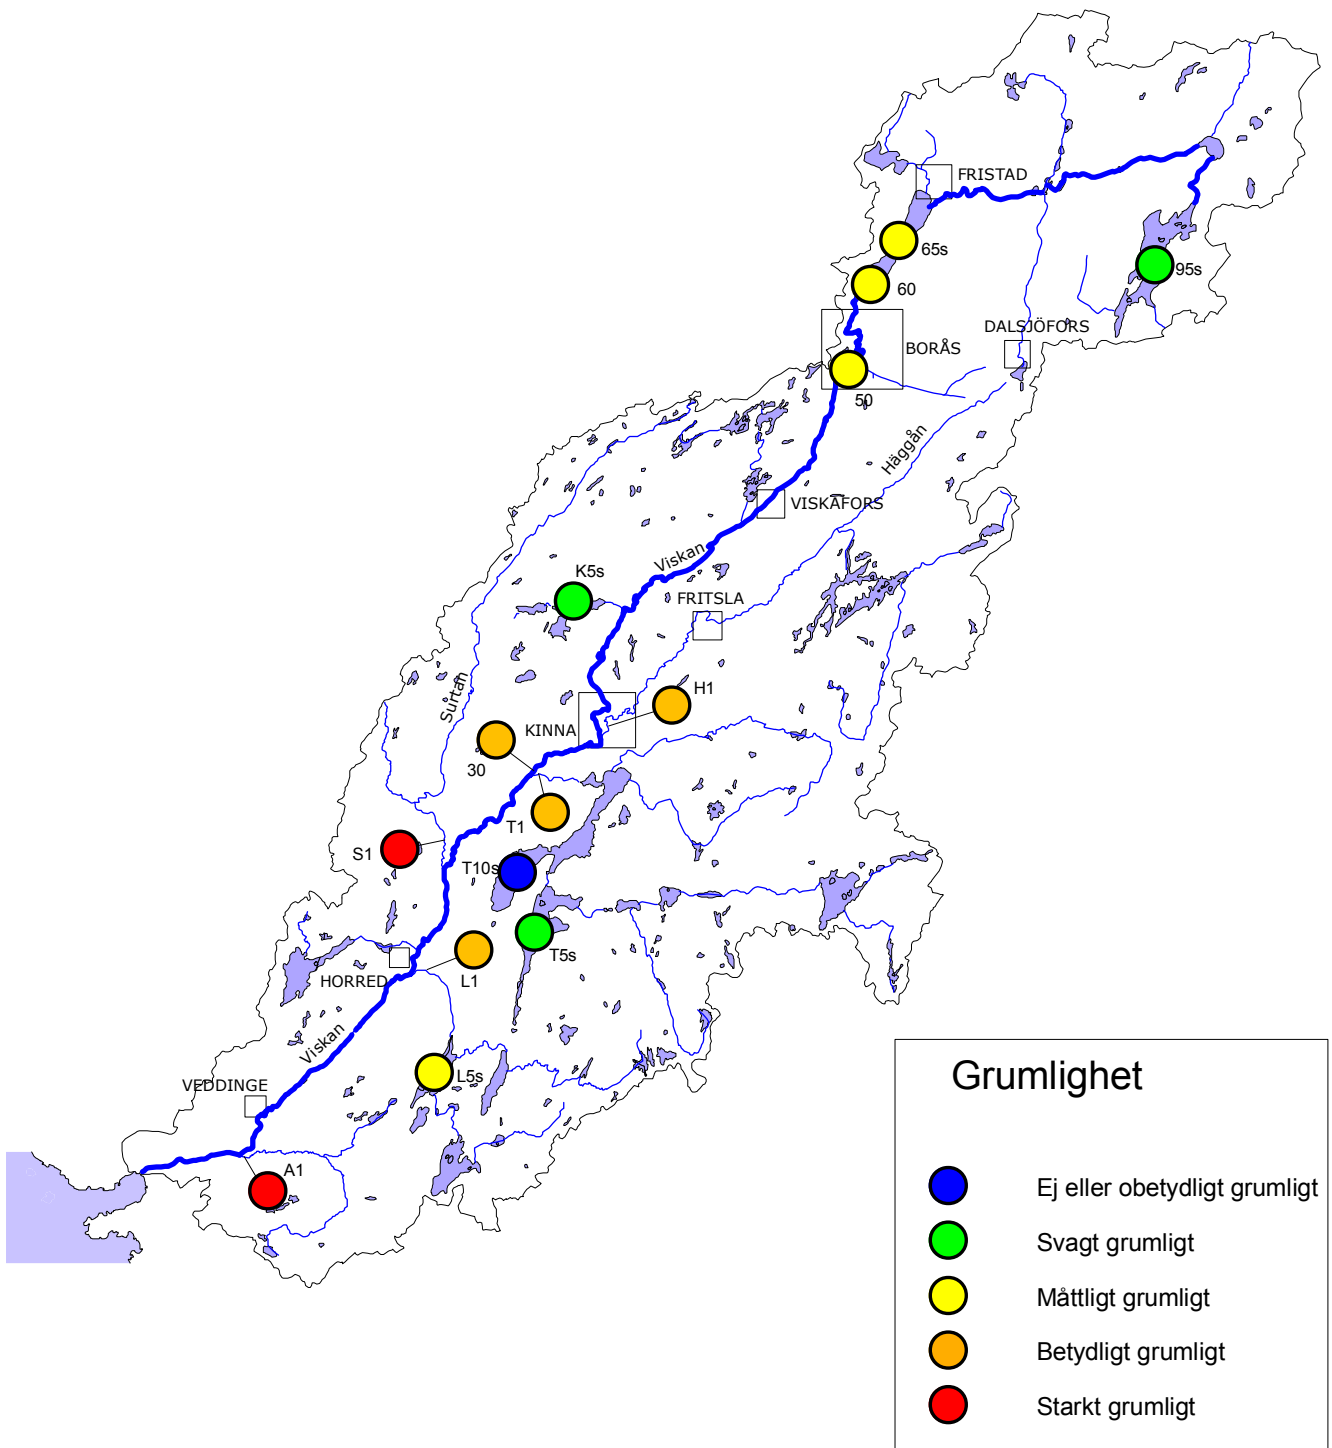 FRISTAD
65s
95s
60
DALSJÖFORS
BORÅS
50
Häggån
VISKAFORS
Viskan
K5s
FRITSLA
Surtan
H1
KINNA
30
T1
S1
T10s
T5s
L1
HORRED
Viskan
L5s
VEDDINGE
A1
Grumlighet
Ej eller obetydligt grumligt
Svagt grumligt
Måttligt grumligt
Betydligt grumligt
Starkt grumligt